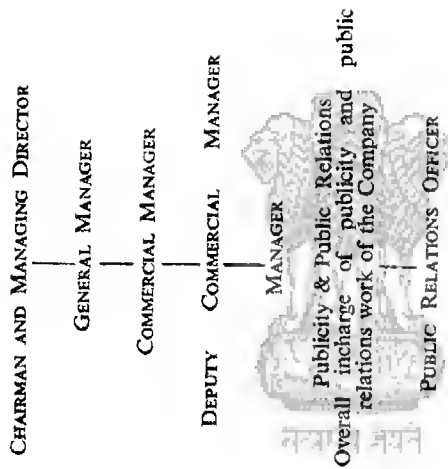 CHAIRMAN AND MANAGING DIRECTOR
GENERAL MANAGER
COMMERCIAL MANAGER
DEPUTY COMMERCIAL MANAGER
MANAGER
Publicity & Public Relations
Overall incharge of publicity and public
relations work of the Company
PUBLIC RELATIONS OFFICER
सत्यमेव जयते